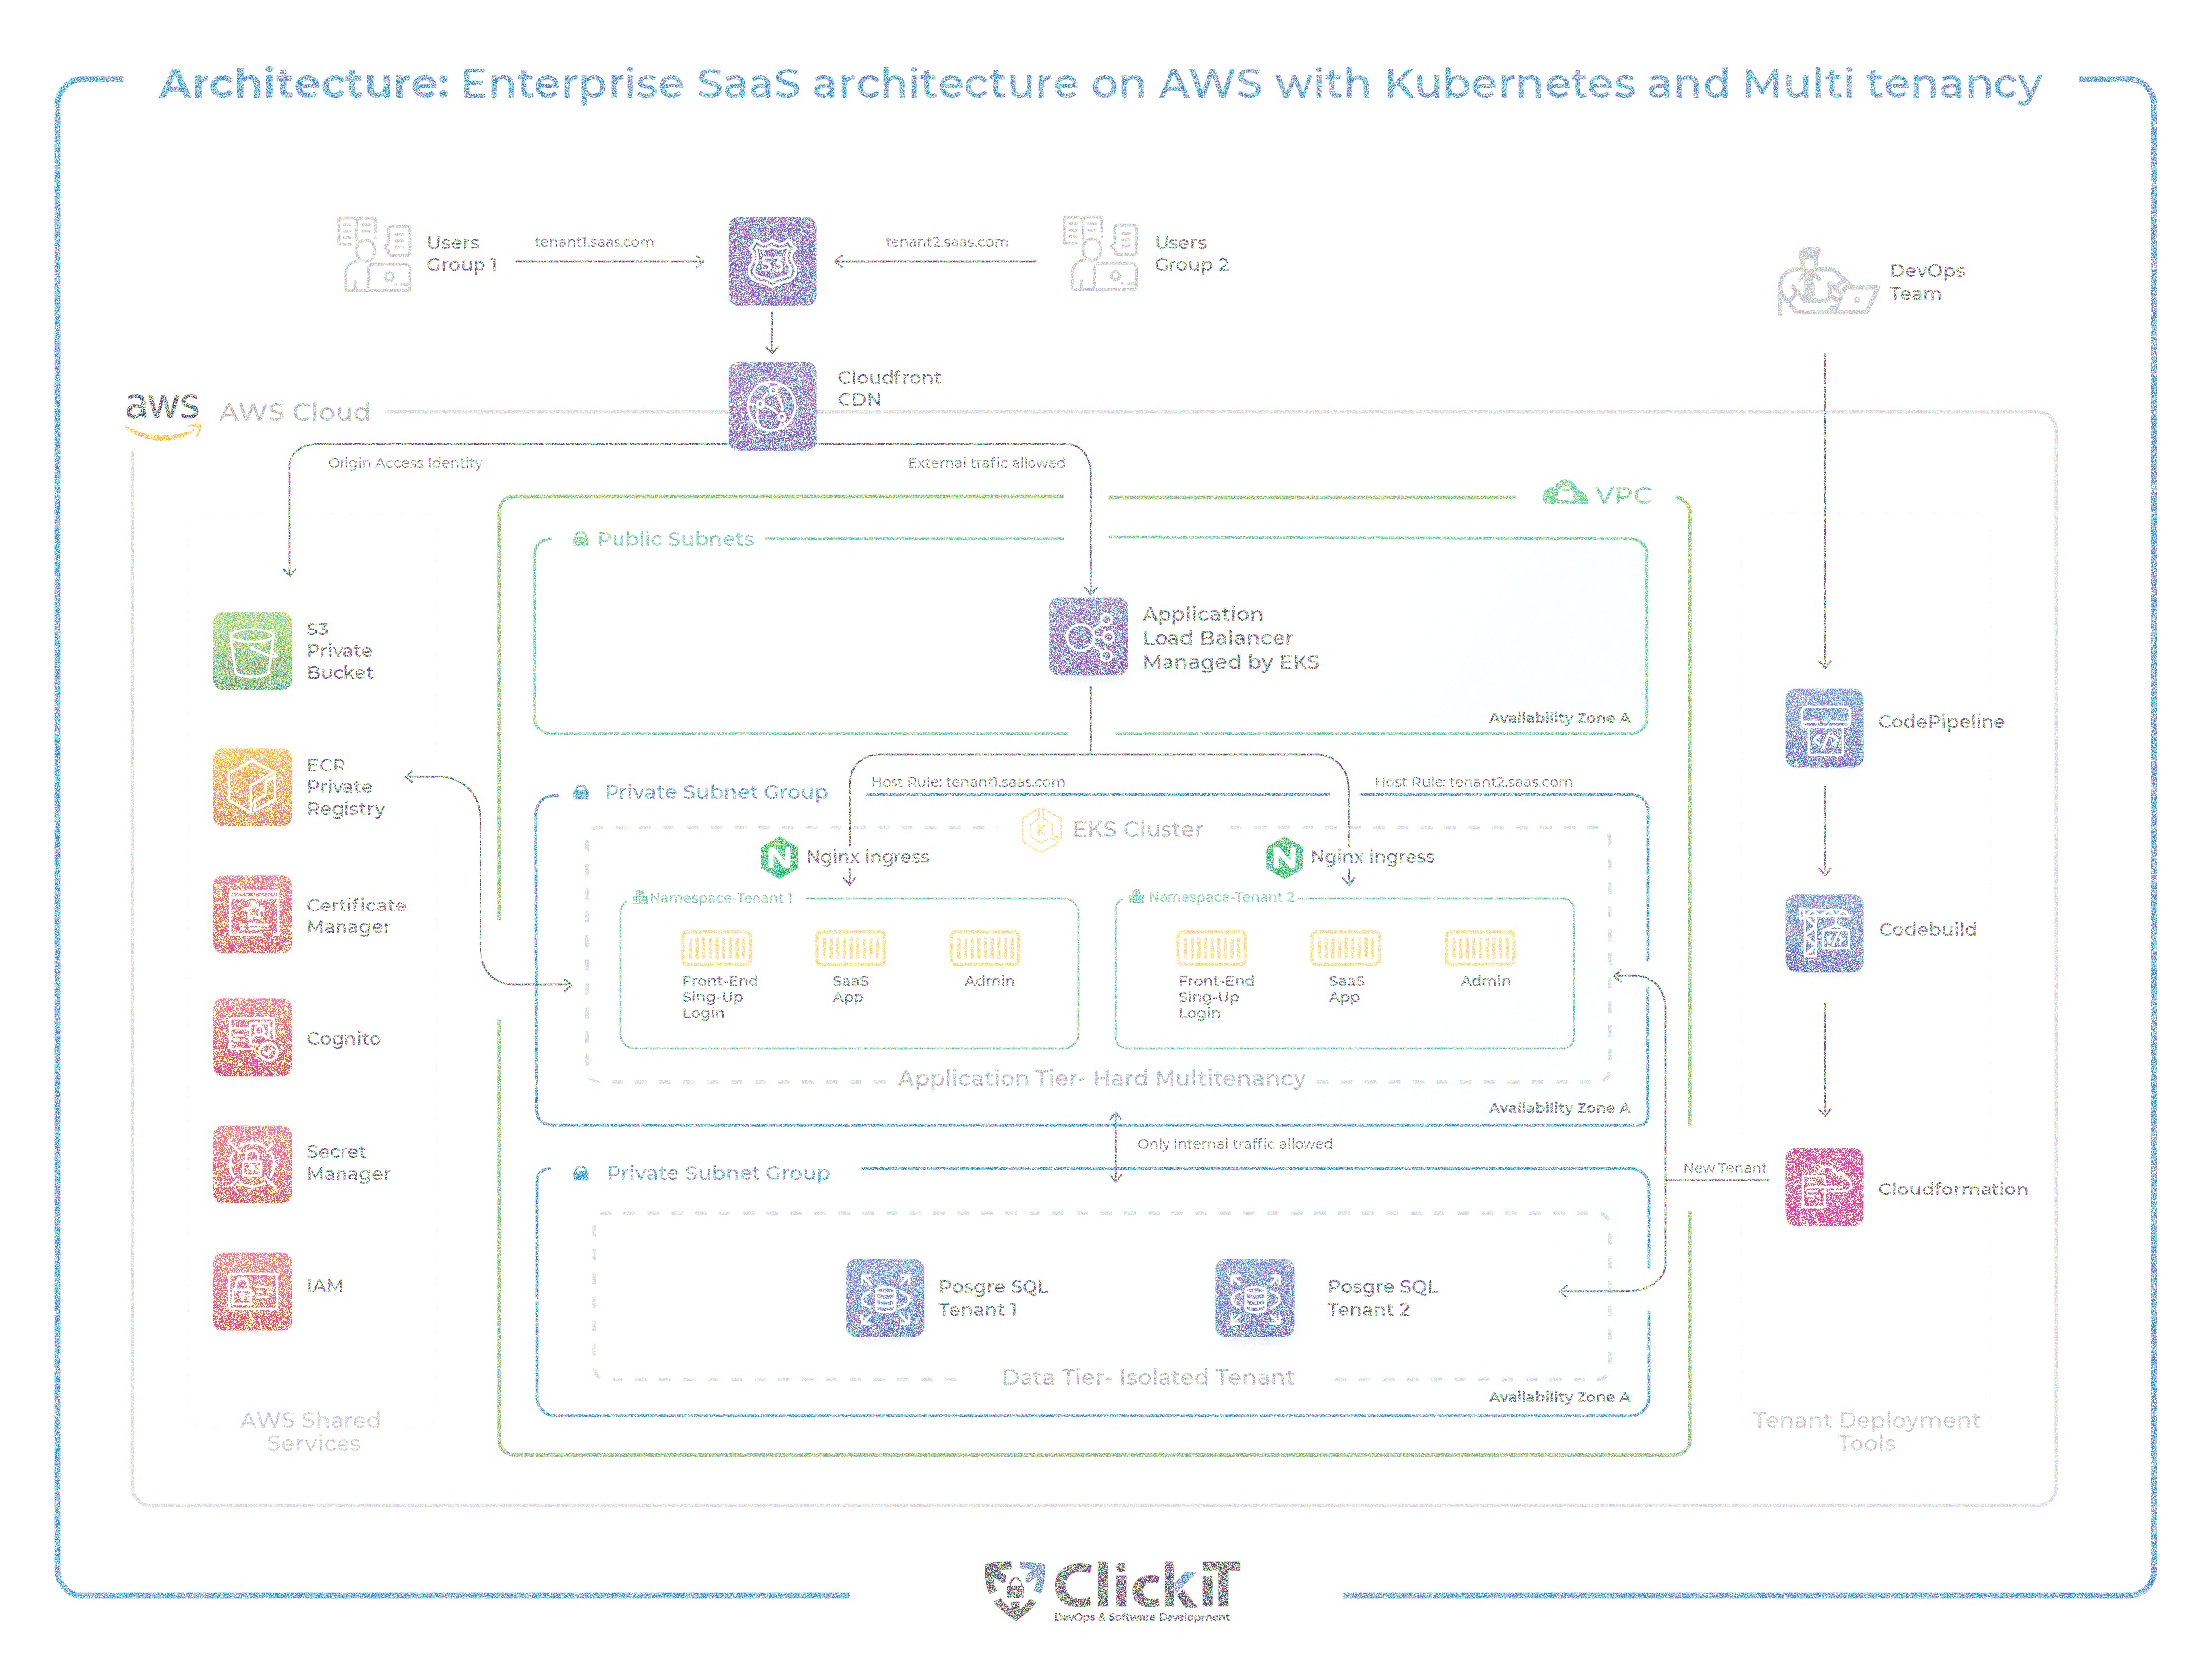 Architecture: Enterprise SaaS architecture on AWS with Kubernetes and Multi tenancy
Users
Group 1
tenant1.saas.com
53
tenant2.saas.com
Users
Group 2
DevOps
Team
Cloudfront
CDN
aws
AWS Cloud
Origin Access Identity
External trafic allowed
VPC
Public Subnets
S3
Private
Bucket
Application
Load Balancer
Managed by EKS
Availability Zone A
CodePipeline
ECR
Private
Registry
Host Rule: tenant1.saas.com
Host Rule: tenant2.saas.com
Private Subnet Group
K
EKS Cluster
N
Nginx ingress
N
Nginx ingress
Certificate
Manager
Namespace-Tenant 1
Namespace-Tenant 2
Codebuild
Front-End
Sing-Up
Login
SaaS
App
Admin
Front-End
Sing-Up
Login
SaaS
App
Admin
Cognito
Application Tier- Hard Multitenancy
Availability Zone A
Only internal traffic allowed
Secret
Manager
Private Subnet Group
New Tenant
Cloudformation
IAM
Posgre SQL
Tenant 1
Posgre SQL
Tenant 2
Data Tier- Isolated Tenant
Availability Zone A
AWS Shared
Services
Tenant Deployment
Tools
ClickIT
DevOps & Software Development